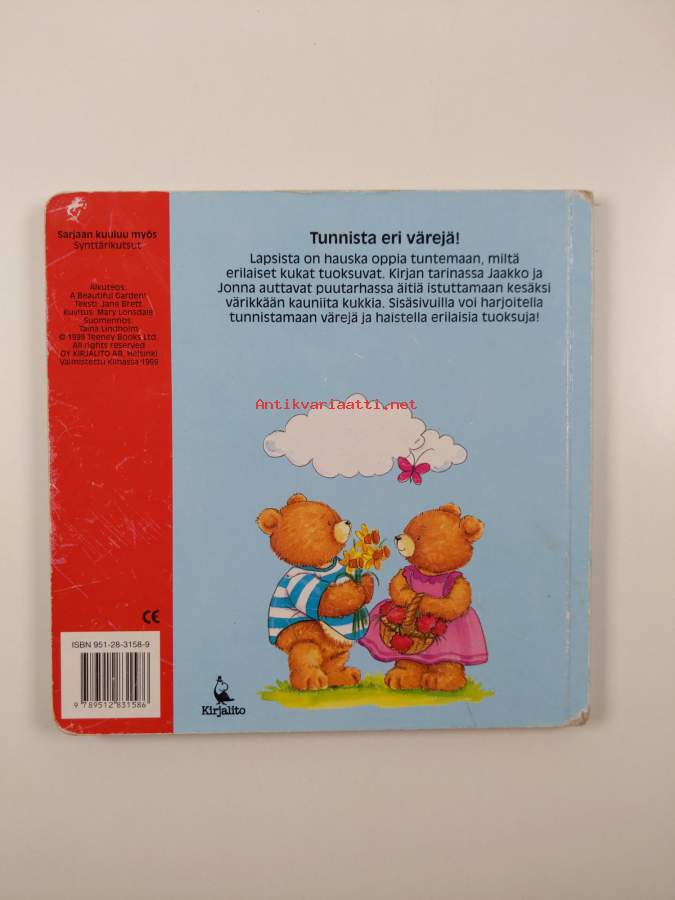 Sarjaan kuuluu myös
Synttärikutsut
Alkuteos:
A Beautiful Garden!
Teksti: Jane Brett
Kuvitus: Mary Lonsdale
Suomennos:
Taina Lindholm
© 1999 Teeney Books Ltd.
All rights reserved
OY KIRJALITO AB, Helsinki
Valmistettu Kiinassa 1999
CE
ISBN 951-28-3158-9
9 789512 831586
Tunnista eri värejä!
Lapsista on hauska oppia tuntemaan, miltä
erilaiset kukat tuoksuvat. Kirjan tarinassa Jaakko ja
Jonna auttavat puutarhassa äitiä istuttamaan kesäksi
värikkään kauniita kukkia. Sisäsivuilla voi harjoitella
tunnistamaan värejä ja haistella erilaisia tuoksuja!
Antikvariaatti.net
Kirjalito